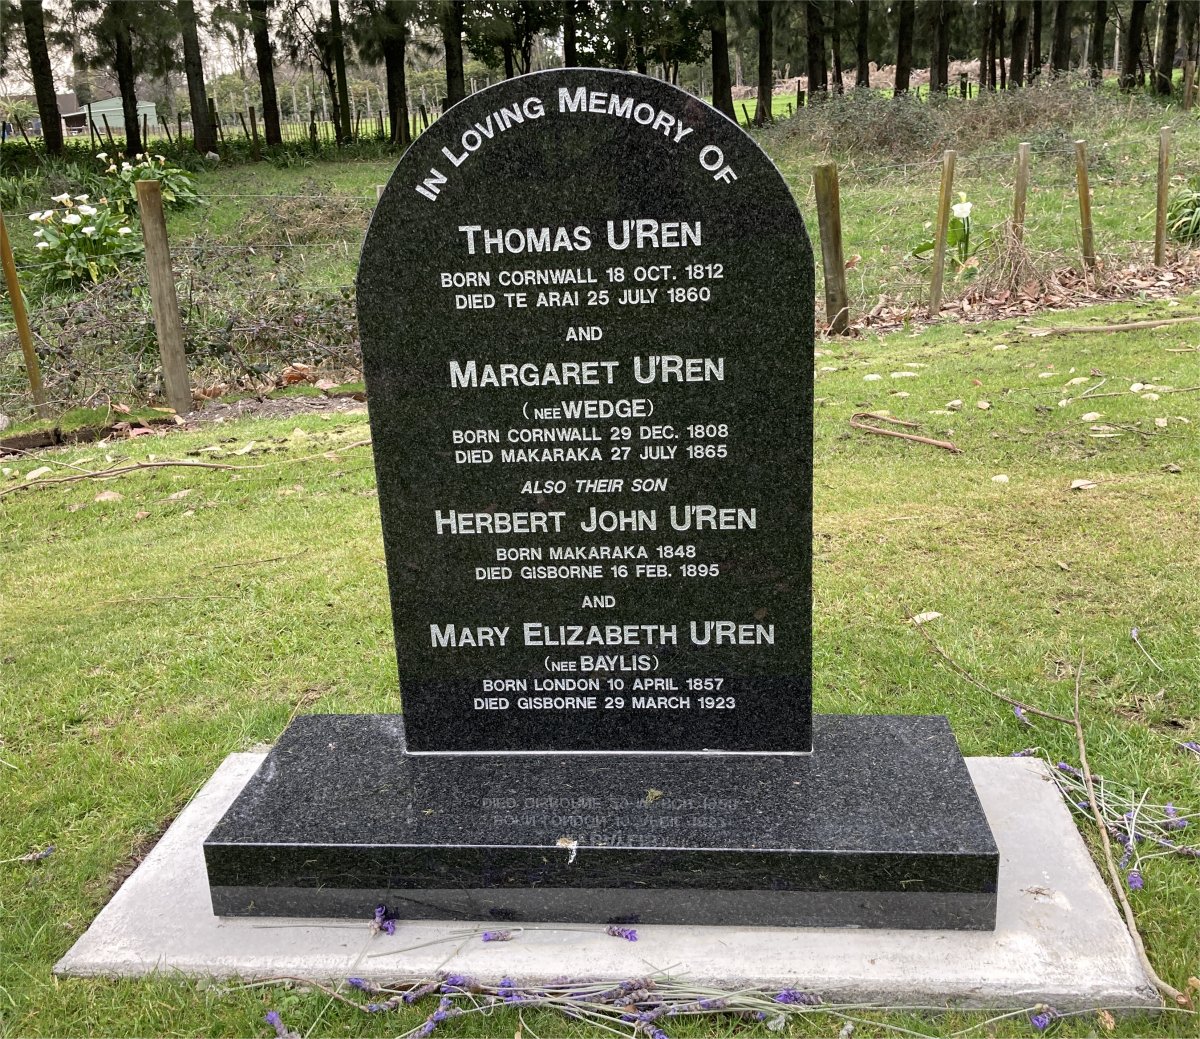 IN LOVING MEMORY OF
THOMAS U'REN
BORN CORNWALL 18 OCT. 1812
DIED TE ARAI 25 JULY 1860
AND
MARGARET U'REN
(NEE WEDGE)
BORN CORNWALL 29 DEC. 1808
DIED MAKARAKA 27 JULY 1865
ALSO THEIR SON
HERBERT JOHN U'REN
BORN MAKARAKA 1848
DIED GISBORNE 16 FEB. 1895
AND
MARY ELIZABETH U'REN
(NEE BAYLIS)
BORN LONDON 10 APRIL 1857
DIED GISBORNE 29 MARCH 1923